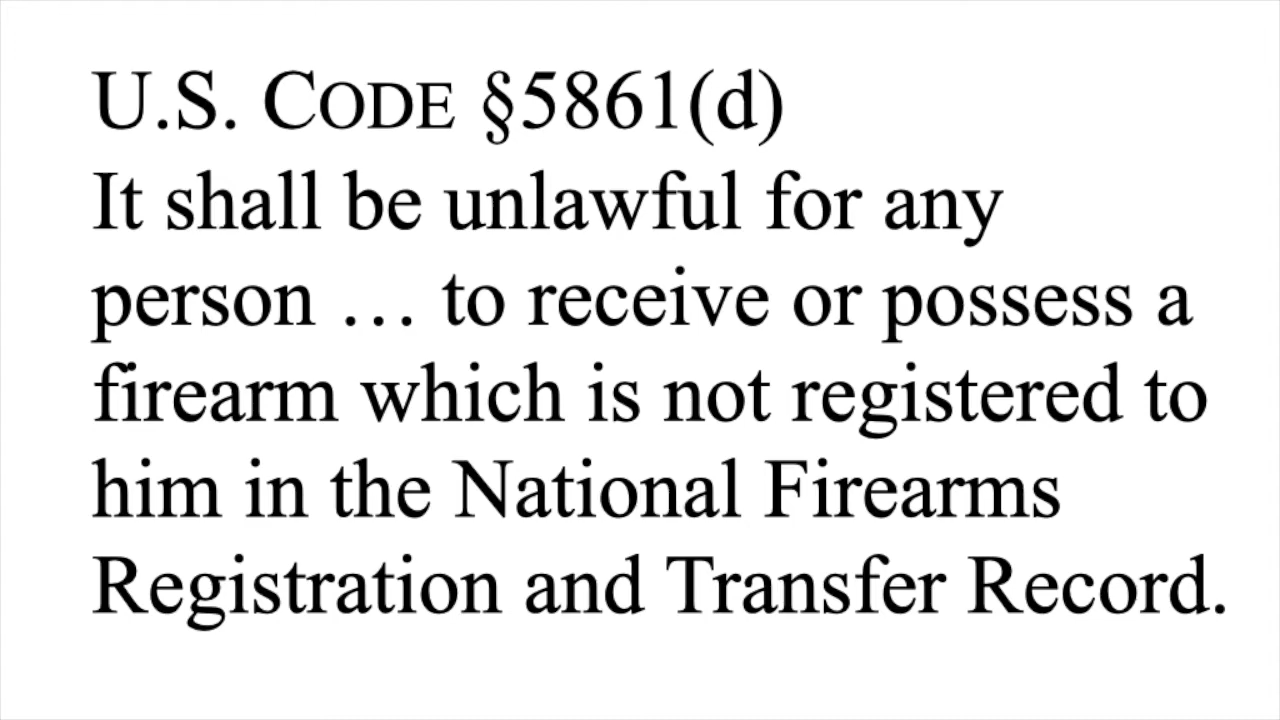 U.S. CODE §5861(d)
It shall be unlawful for any
person … to receive or possess a
firearm which is not registered to
him in the National Firearms
Registration and Transfer Record.